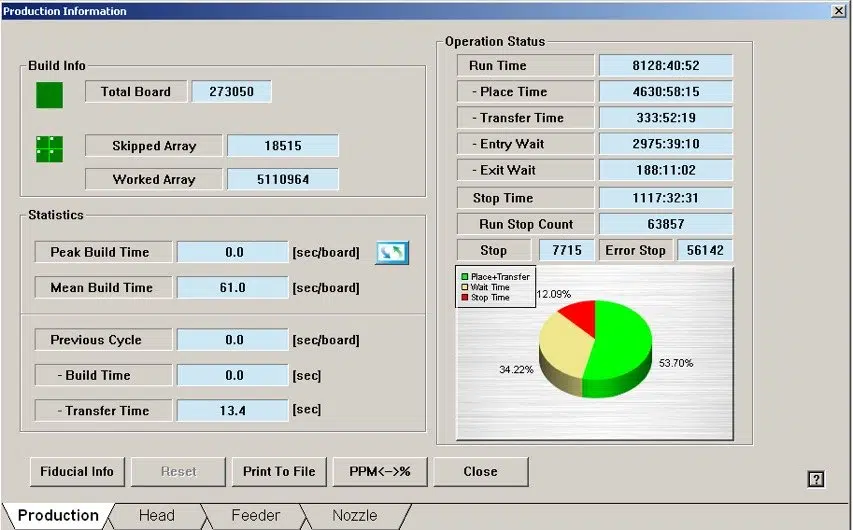 Production Information
Build Info
Total Board 273050
Skipped Array 18515
Worked Array 5110964
Statistics
Peak Build Time 0.0 [sec/board]
Mean Build Time 61.0 [sec/board]
Previous Cycle 0.0 [sec/board]
- Build Time 0.0 [sec]
- Transfer Time 13.4 [sec]
Operation Status
Run Time 8128:40:52
- Place Time 4630:58:15
- Transfer Time 333:52:19
- Entry Wait 2975:39:10
- Exit Wait 188:11:02
Stop Time 1117:32:31
Run Stop Count 63857
Stop 7715 Error Stop 56142
Place+Transfer
Wait Time
Stop Time
12.09%
34.22%
53.70%
Fiducial Info Reset Print To File PPM<->% Close ?
Production Head Feeder Nozzle